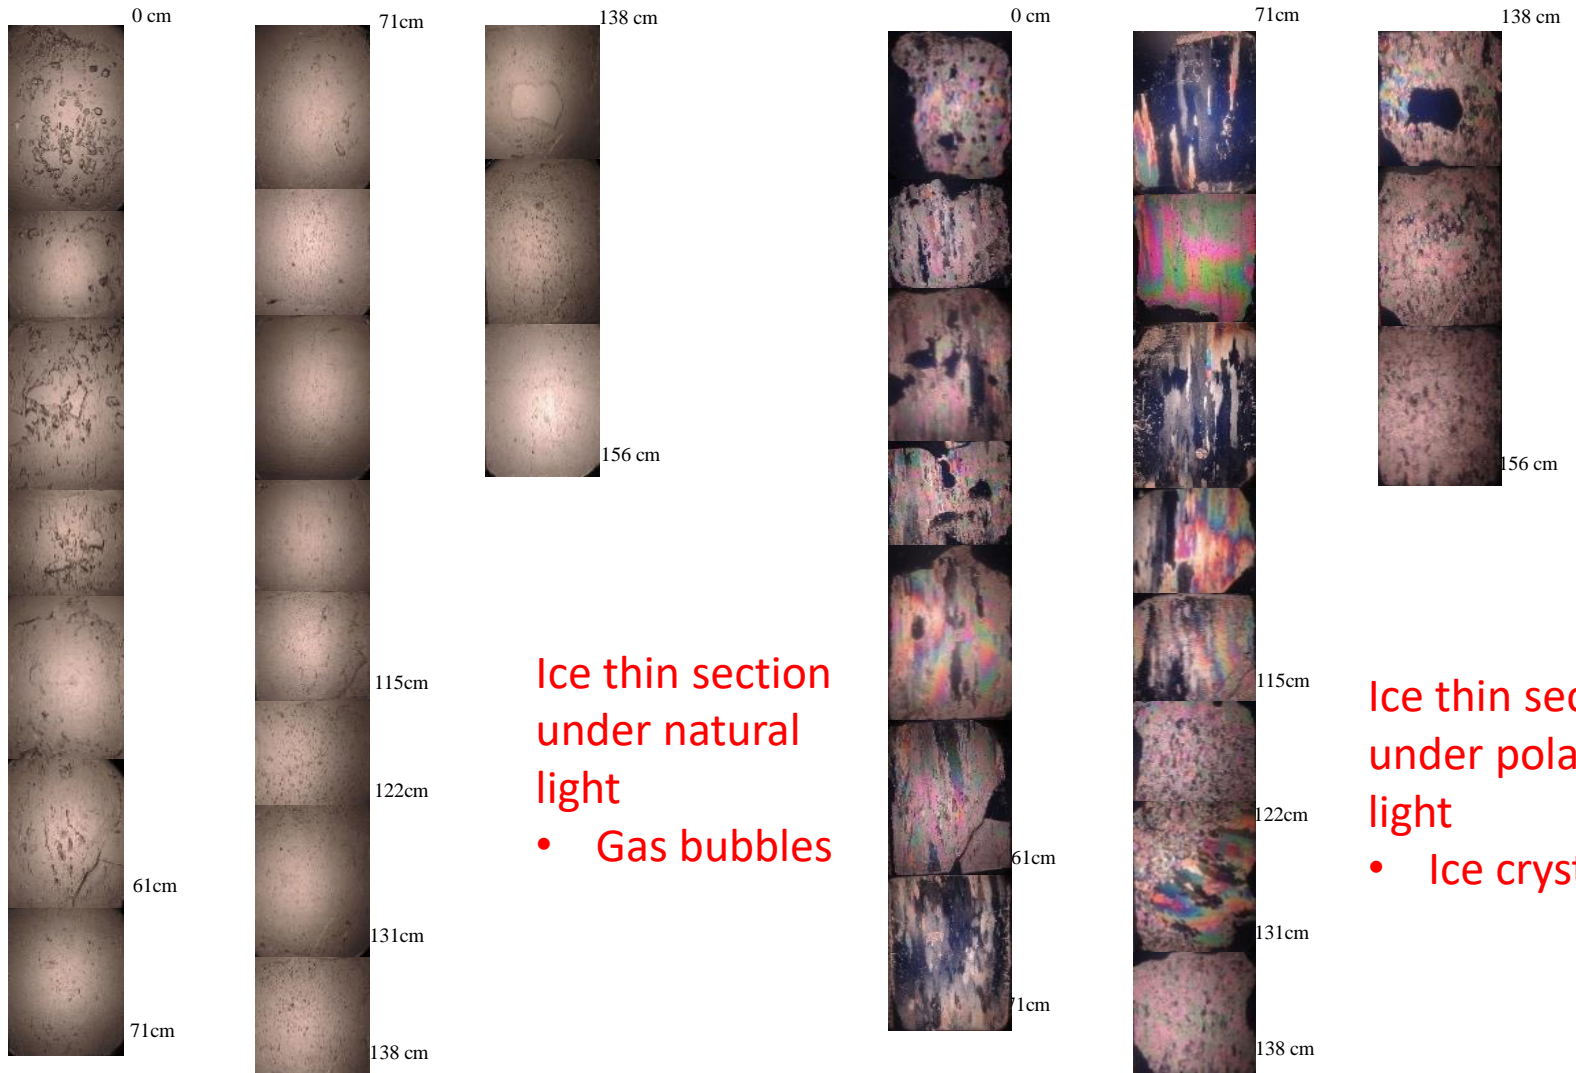 0 cm
71cm
138 cm
156 cm
115cm
122cm
61cm
131cm
71cm
138 cm
Ice thin section
under natural
light
• Gas bubbles
0 cm
71cm
138 cm
156 cm
115cm
122cm
61cm
131cm
71cm
138 cm
Ice thin sec
under pola
light
• Ice cryst